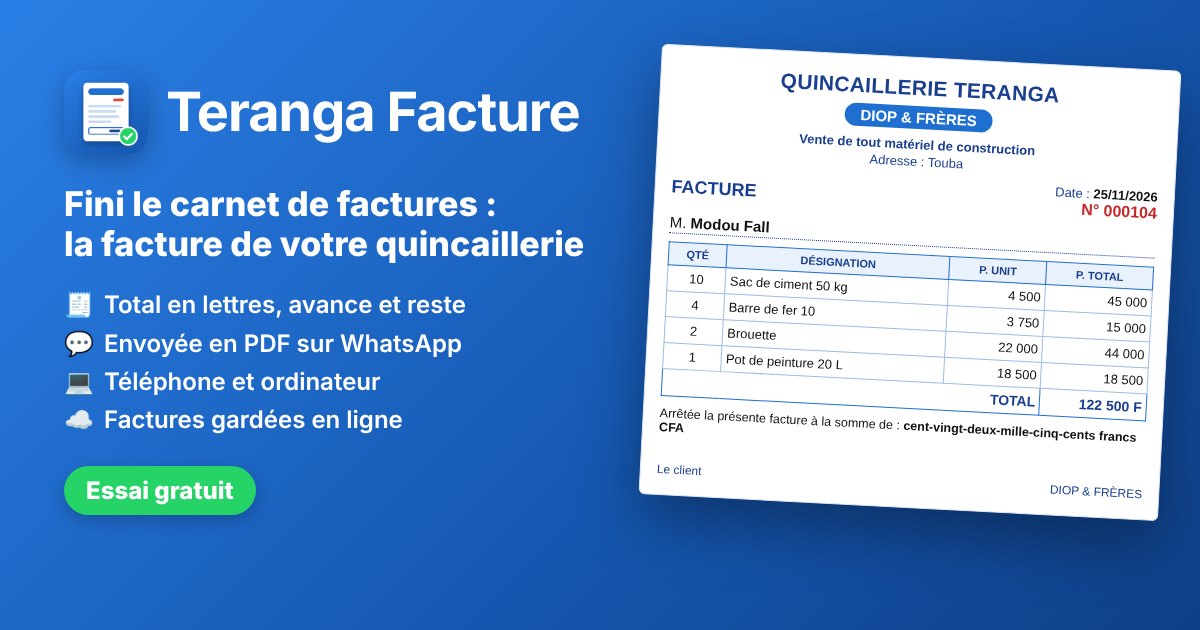 Teranga Facture
Fini le carnet de factures :
la facture de votre quincaillerie
Total en lettres, avance et reste
Envoyée en PDF sur WhatsApp
Téléphone et ordinateur
Factures gardées en ligne
Essai gratuit
QUINCAILLERIE TERANGA
DIOP & FRÈRES
Vente de tout matériel de construction
Adresse : Touba
FACTURE
Date : 25/11/2026
N° 000104
M. Modou Fall
QTÉ DÉSIGNATION P. UNIT P. TOTAL
10 Sac de ciment 50 kg 4 500 45 000
4 Barre de fer 10 3 750 15 000
2 Brouette 22 000 44 000
1 Pot de peinture 20 L 18 500 18 500
TOTAL 122 500 F
Arrêtée la présente facture à la somme de : cent-vingt-deux-mille-cinq-cents francs
CFA
Le client
DIOP & FRÈRES